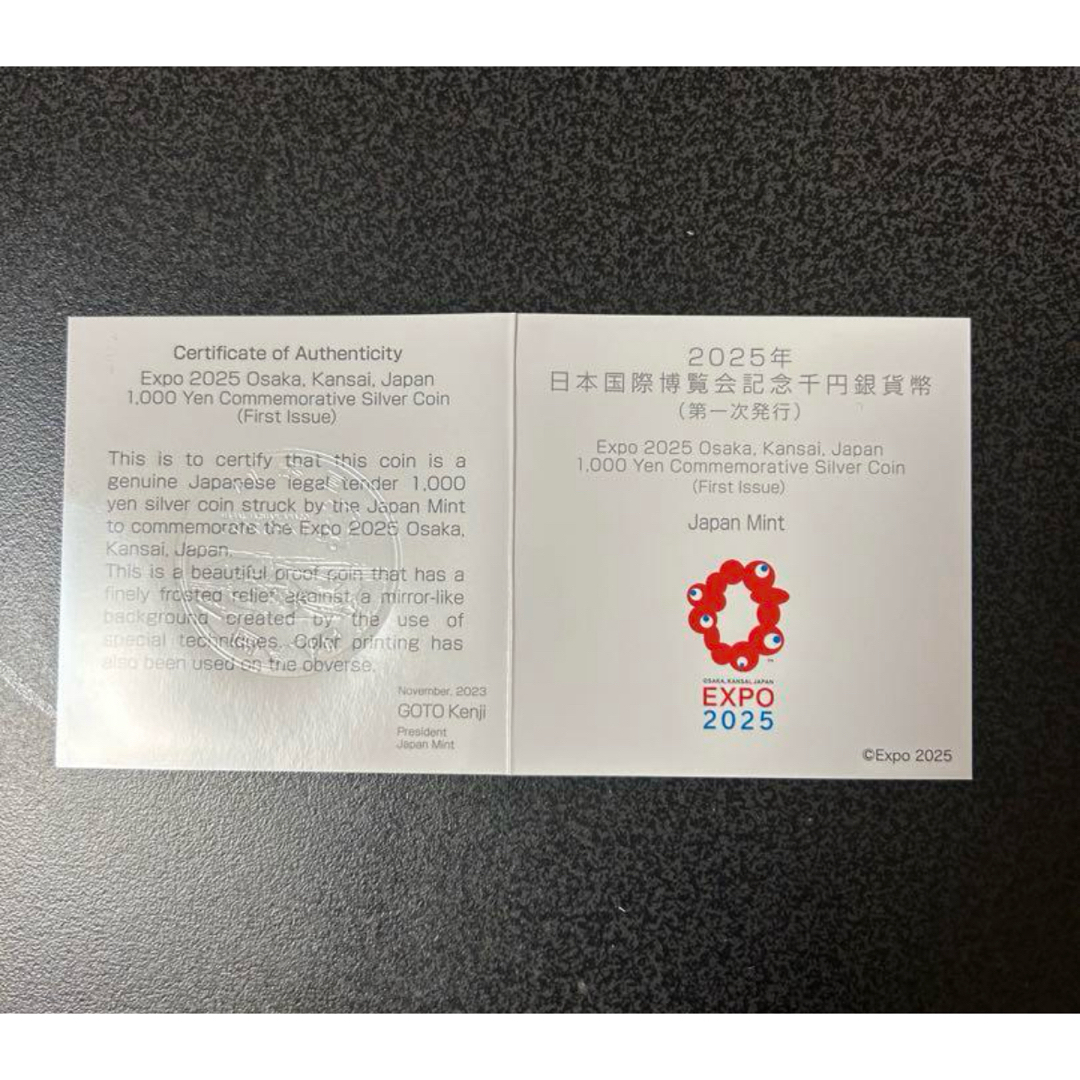 Certificate of Authenticity
Expo 2025 Osaka, Kansai, Japan
1,000 Yen Commemorative Silver Coin
(First Issue)
This is to certify that this coin is a
genuine Japanese legal tender 1,000
yen silver coin struck by the Japan Mint
to commemorate the Expo 2025 Osaka,
Kansai, Japan.
This is a beautiful proof coin that has a
finely frosted relief against a mirror-like
background created by the use of
special techniques. Color printing has
also been used on the obverse.
November, 2023
GOTO Kenji
President
Japan Mint
2025年
日本国際博覧会記念千円銀貨幣
(第一次発行)
Expo 2025 Osaka, Kansai, Japan
1,000 Yen Commemorative Silver Coin
(First Issue)
Japan Mint
TM
OSAKA, KANSAI, JAPAN
EXPO
2025
©Expo 2025